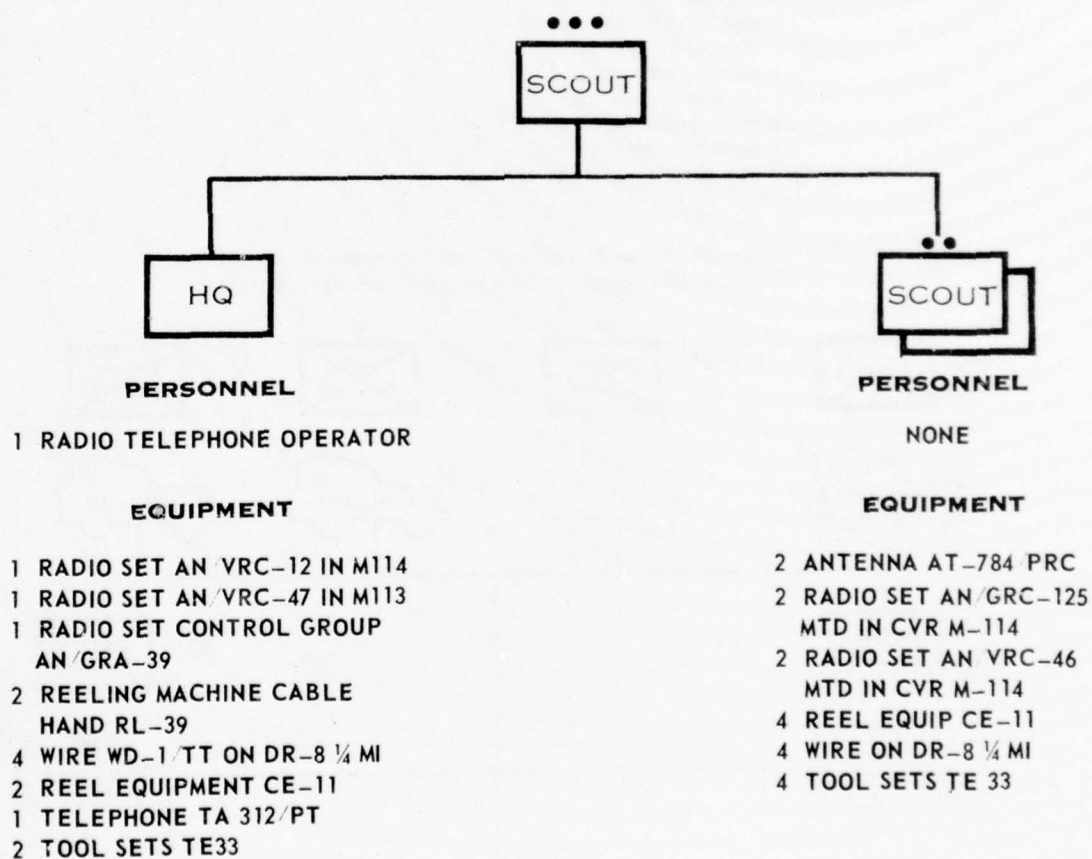 SCOUT
HQ
PERSONNEL
1 RADIO TELEPHONE OPERATOR
EQUIPMENT
1 RADIO SET AN/VRC-12 IN M114
1 RADIO SET AN/VRC-47 IN M113
1 RADIO SET CONTROL GROUP
AN/GRA-39
2 REELING MACHINE CABLE
HAND RL-39
4 WIRE WD-1/TT ON DR-8 ¼ MI
2 REEL EQUIPMENT CE-11
1 TELEPHONE TA 312/PT
2 TOOL SETS TE33
SCOUT
PERSONNEL
NONE
EQUIPMENT
2 ANTENNA AT-784/PRC
2 RADIO SET AN/GRC-125
MTD IN CVR M-114
2 RADIO SET AN/VRC-46
MTD IN CVR M-114
4 REEL EQUIP CE-11
4 WIRE ON DR-8 ¼ MI
4 TOOL SETS TE 33